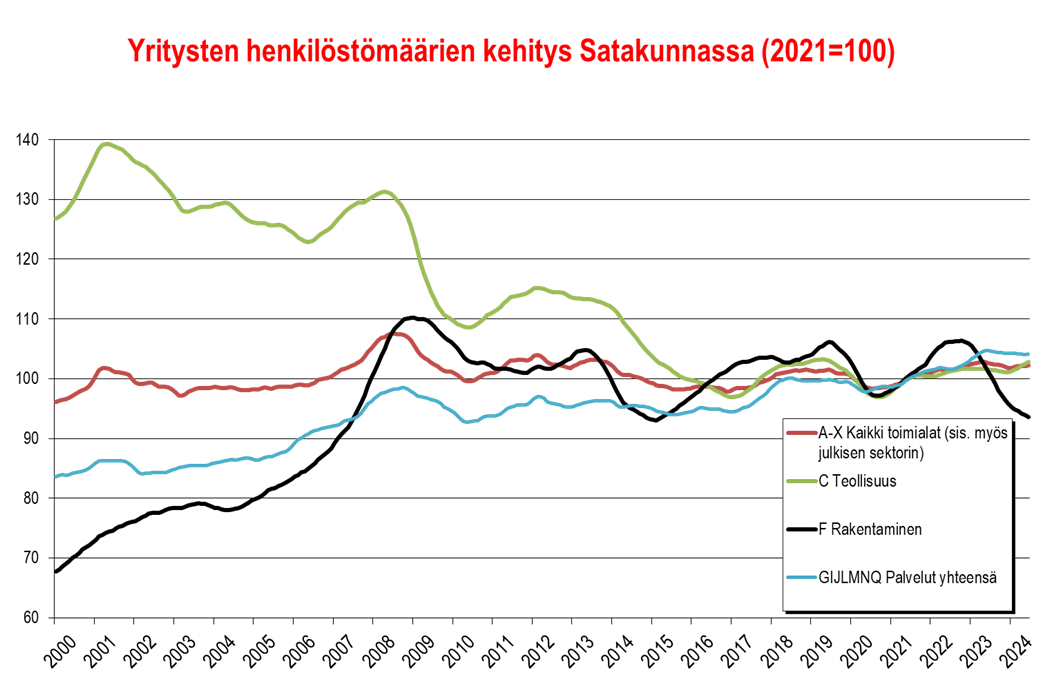 Yritysten henkilöstömäärien kehitys Satakunnassa (2021=100)
140
130
120
110
100
90
80
70
60
A-X Kaikki toimialat (sis. myös
julkisen sektorin)
C Teollisuus
F Rakentaminen
GIJLMNQ Palvelut yhteensä
2000 2001 2002 2003 2004 2005 2006 2007 2008 2009 2010 2011 2012 2013 2014 2015 2016 2017 2018 2019 2020 2021 2022 2023 2024